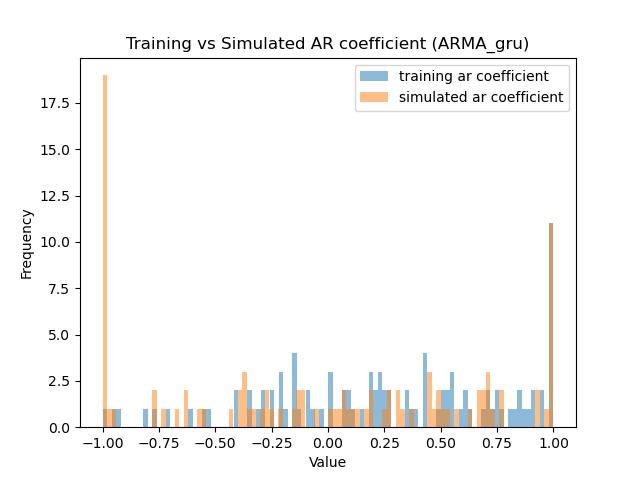 Training vs Simulated AR coefficient (ARMA_gru)
training ar coefficient
simulated ar coefficient
17.5
15.0
12.5
10.0
7.5
5.0
2.5
0.0
Frequency
−1.00 −0.75 −0.50 −0.25 0.00 0.25 0.50 0.75 1.00
Value